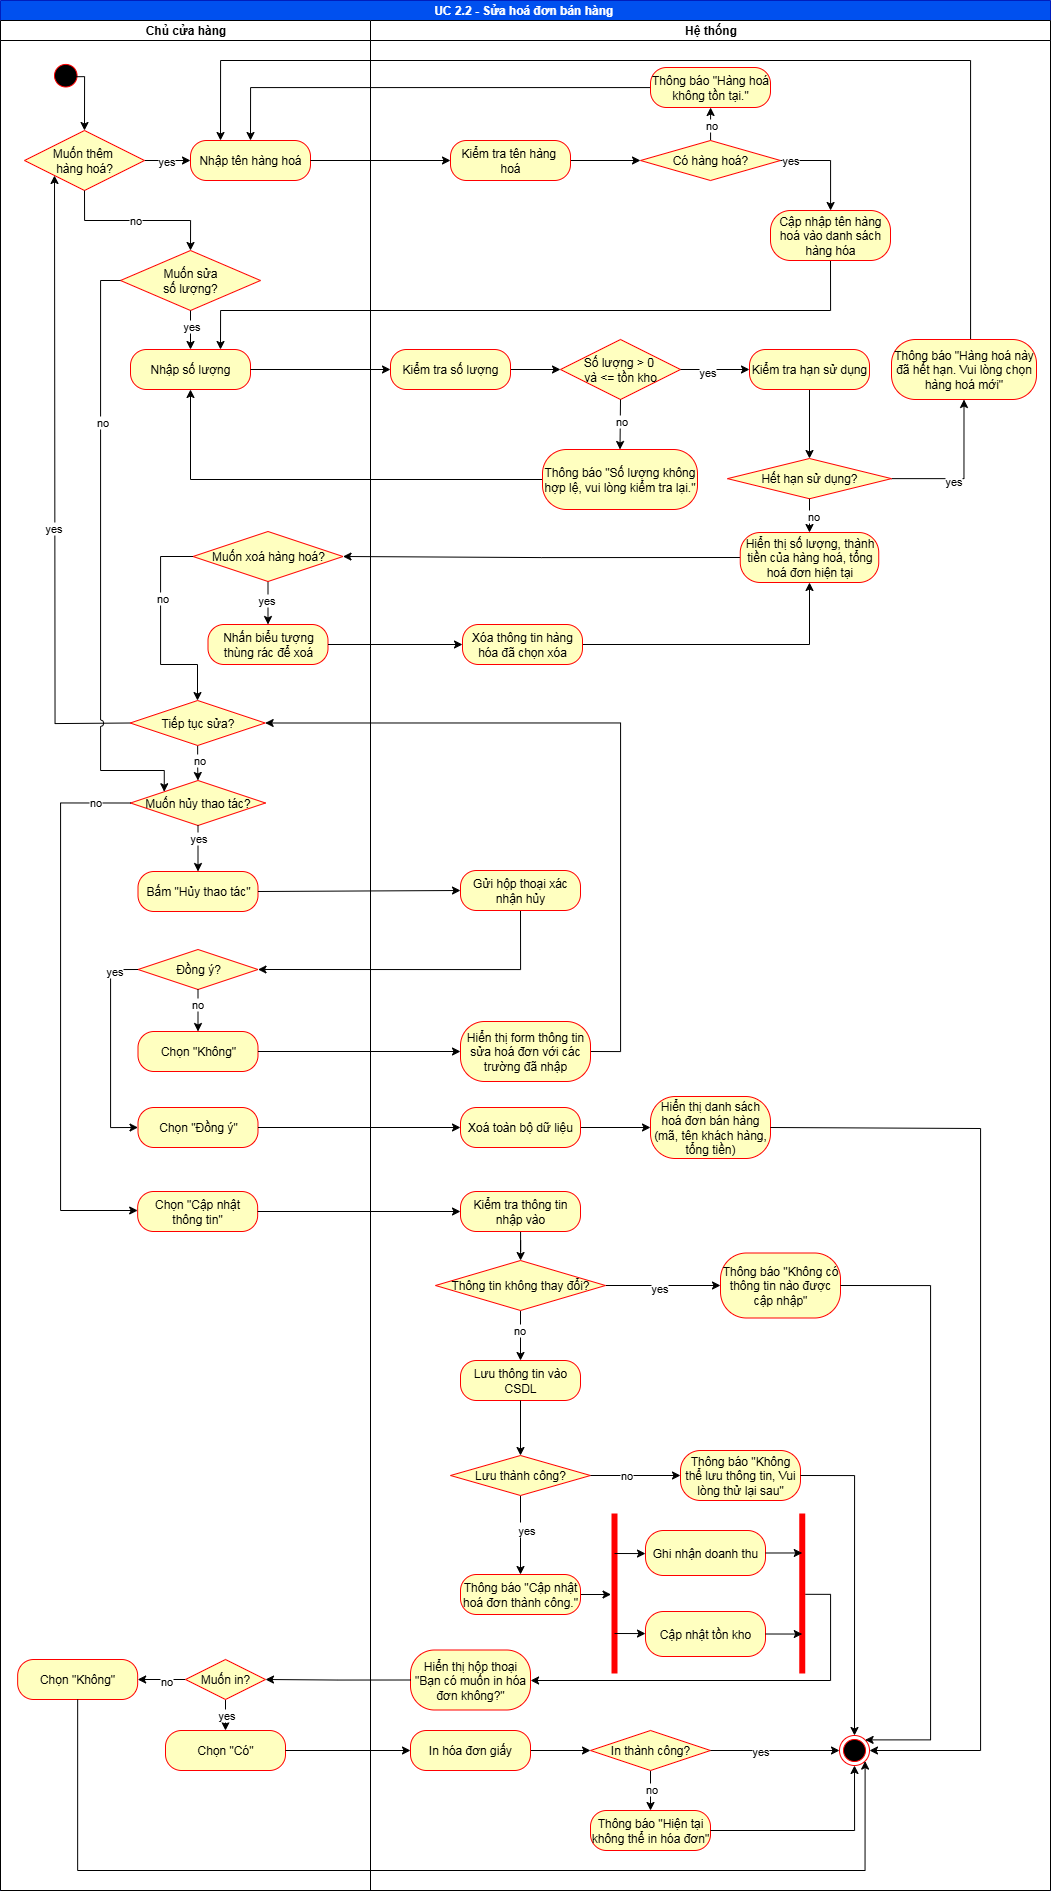 UC 2.2 - Sửa hoá đơn bán hàng
Chủ cửa hàng
Hệ thống
Thông báo "Hàng hoá
không tồn tại."
no
Muốn thêm
hàng hoá?
yes
Nhập tên hàng hoá
Kiểm tra tên hàng
hoá
Có hàng hoá?
yes
no
Cập nhập tên hàng
hoá vào danh sách
hàng hóa
Muốn sửa
số lượng?
yes
no
Nhập số lượng
Kiểm tra số lượng
Số lượng > 0
và <= tồn kho
yes
Kiểm tra hạn sử dụng
Thông báo "Hàng hoá này
đã hết hạn. Vui lòng chọn
hàng hoá mới"
no
Thông báo "Số lượng không
hợp lệ, vui lòng kiểm tra lại."
Hết hạn sử dụng?
yes
no
yes
Muốn xoá hàng hoá?
Hiển thị số lượng, thành
tiền của hàng hoá, tổng
hoá đơn hiện tại
no
yes
Nhấn biểu tượng
thùng rác để xoá
Xóa thông tin hàng
hóa đã chọn xóa
Tiếp tục sửa?
no
no
Muốn hủy thao tác?
yes
Bấm "Hủy thao tác"
Gửi hộp thoại xác
nhận hủy
yes
Đồng ý?
no
Chọn "Không"
Hiển thị form thông tin
sửa hoá đơn với các
trường đã nhập
Chọn "Đồng ý"
Xoá toàn bộ dữ liệu
Hiển thị danh sách
hoá đơn bán hàng
(mã, tên khách hàng,
tổng tiền)
Chọn "Cập nhật
thông tin"
Kiểm tra thông tin
nhập vào
Thông tin không thay đổi?
yes
Thông báo "Không có
thông tin nào được
cập nhập"
no
Lưu thông tin vào
CSDL
Lưu thành công?
no
Thông báo "Không
thể lưu thông tin, Vui
lòng thử lại sau"
yes
Ghi nhận doanh thu
Thông báo "Cập nhật
hoá đơn thành công."
Cập nhật tồn kho
Chọn "Không"
no
Muốn in?
Hiển thị hộp thoại
"Bạn có muốn in hóa
đơn không?"
yes
Chọn "Có"
In hóa đơn giấy
In thành công?
yes
no
Thông báo "Hiện tại
không thể in hóa đơn"